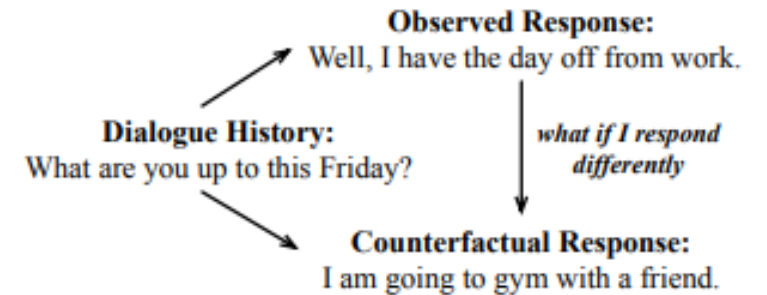 Observed Response:
Well, I have the day off from work.
Dialogue History:
What are you up to this Friday?
what if I respond
differently
Counterfactual Response:
I am going to gym with a friend.